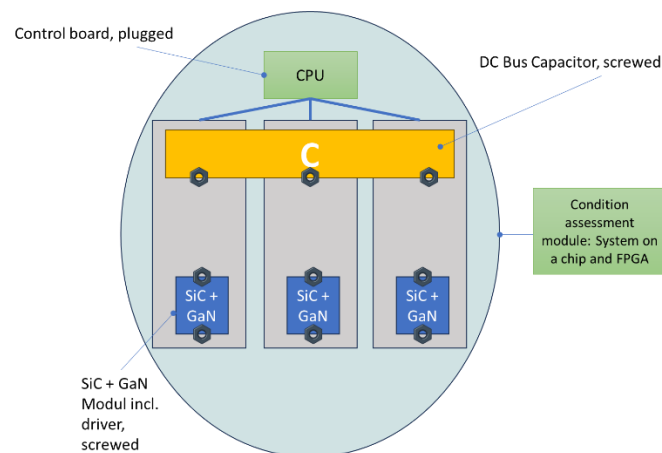 Control board, plugged
CPU
DC Bus Capacitor, screwed
C
Condition
assessment
module: System on
a chip and FPGA
SiC +
GaN
SiC +
GaN
SiC +
GaN
SiC + GaN
Modul incl.
driver,
screwed